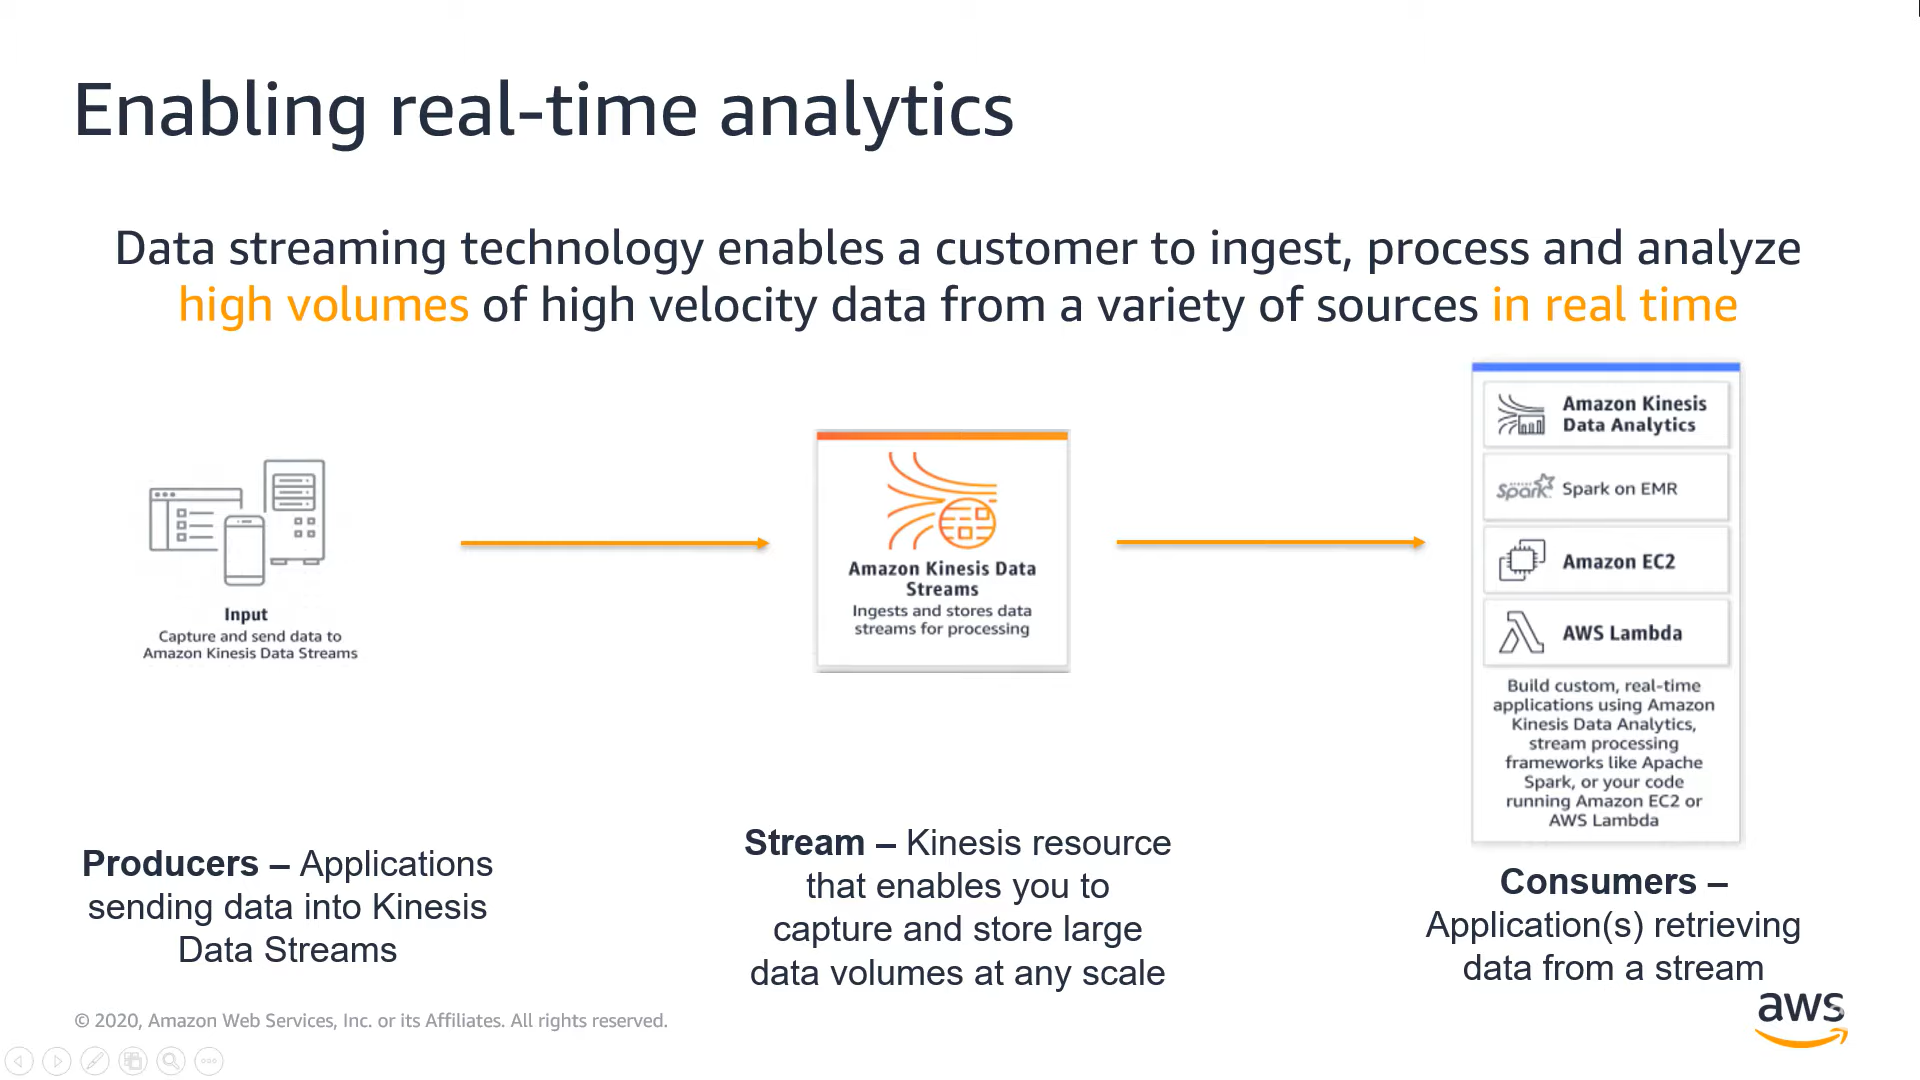 Enabling real-time analytics
Data streaming technology enables a customer to ingest, process and analyze
high volumes of high velocity data from a variety of sources in real time
Input
Capture and send data to
Amazon Kinesis Data Streams
Amazon Kinesis Data
Streams
Ingests and stores data
streams for processing
Amazon Kinesis
Data Analytics
APACHE
Spark
Spark on EMR
Amazon EC2
AWS Lambda
Build custom, real-time
applications using Amazon
Kinesis Data Analytics,
stream processing
frameworks like Apache
Spark, or your code
running Amazon EC2 or
AWS Lambda
Producers – Applications
sending data into Kinesis
Data Streams
Stream – Kinesis resource
that enables you to
capture and store large
data volumes at any scale
Consumers –
Application(s) retrieving
data from a stream
© 2020, Amazon Web Services, Inc. or its Affiliates. All rights reserved.
aws